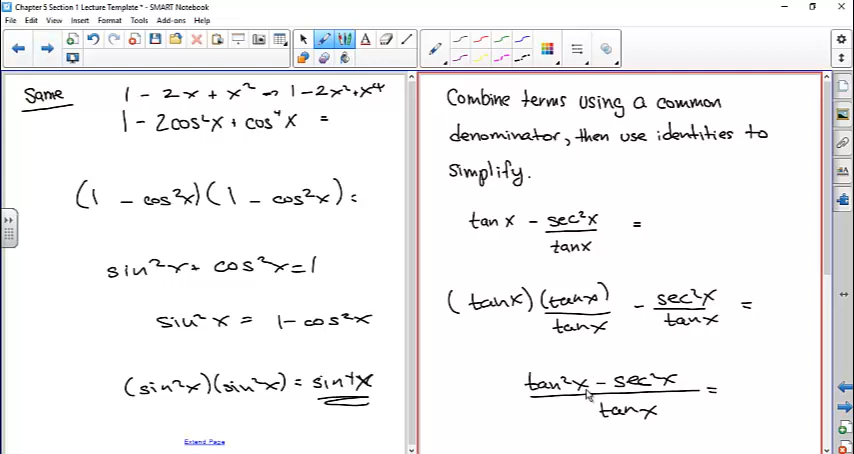 Chapter 5 Section 1 Lecture Template * - SMART Notebook
File Edit View Insert Format Tools Add-ons Help
Same 1 - 2x + x² → 1 - 2x² + x⁴
1 - 2cos²x + cos⁴x =
(1 - cos²x)(1 - cos²x) =
sin²x + cos²x = 1
sin²x = 1 - cos²x
(sin²x)(sin²x) = sin⁴x
Extend Page
Combine terms using a common
denominator, then use identities to
simplify.
tanx - sec²x/tanx =
(tanx)(tanx)/tanx - sec²x/tanx =
tan²x - sec²x/tanx =